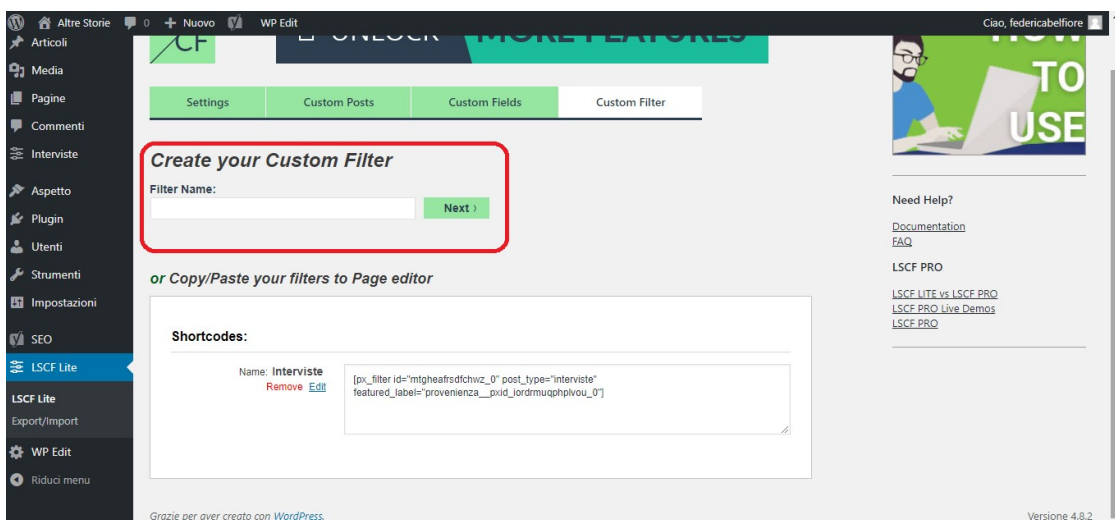 Altre Storie 0 Nuovo WP Edit Ciao, federicabelfiore
Articoli
Media
Pagine
Commenti
Interviste
Aspetto
Plugin
Utenti
Strumenti
Impostazioni
SEO
LSCF Lite
LSCF Lite
Export/Import
WP Edit
Riduci menu
CF UNLOCK MORE FEATURES
Settings Custom Posts Custom Fields Custom Filter
Create your Custom Filter
Filter Name:
Next ›
or Copy/Paste your filters to Page editor
Shortcodes:
Name: Interviste
Remove Edit
[px_filter id="mtgheafrsdfchwz_0" post_type="interviste"
featured_label="provenienza__pxid_iordrmuqphplvou_0"]
HOW
TO
USE
Need Help?
Documentation
FAQ
LSCF PRO
LSCF LITE vs LSCF PRO
LSCF PRO Live Demos
LSCF PRO
Grazie per aver creato con WordPress.
Versione 4.8.2